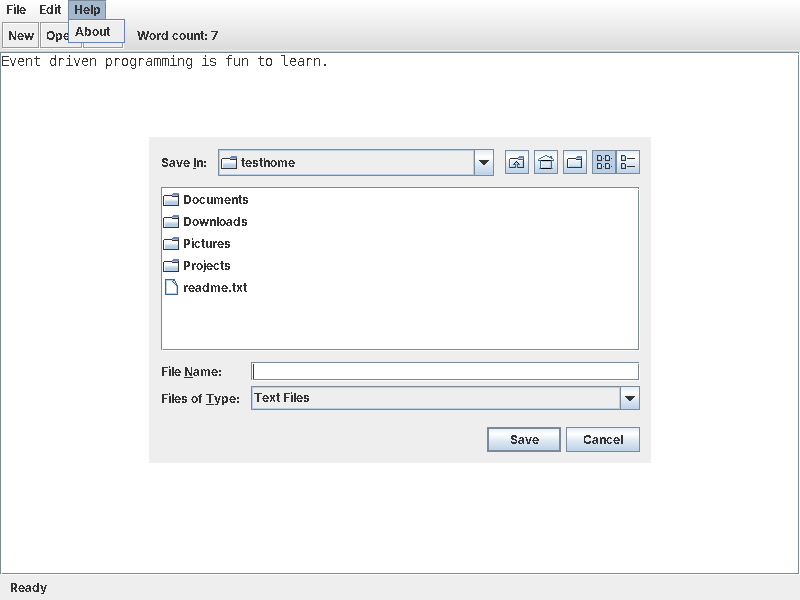 File Edit Help
About
New Ope Word count: 7
Event driven programming is fun to learn.
Save In: testhome
Documents
Downloads
Pictures
Projects
readme.txt
File Name:
Files of Type: Text Files
Save Cancel
Ready